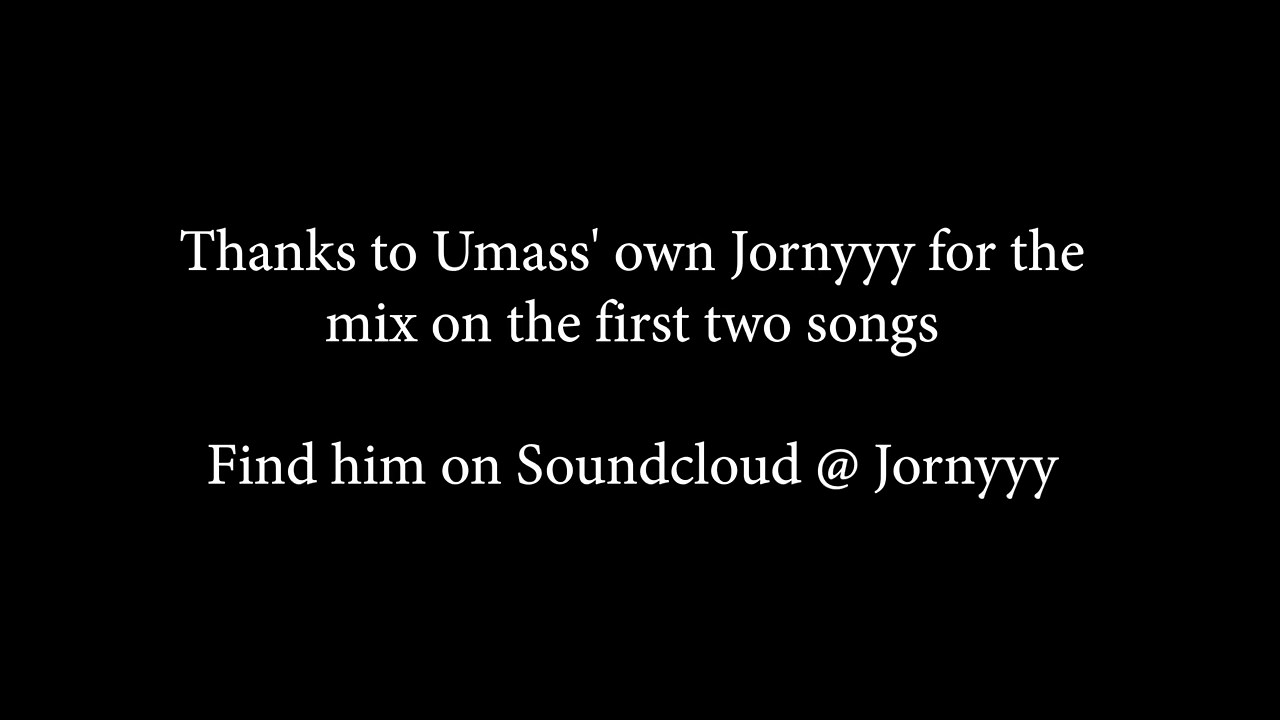 Thanks to Umass' own Jornyyy for the
mix on the first two songs
Find him on Soundcloud @ Jornyyy